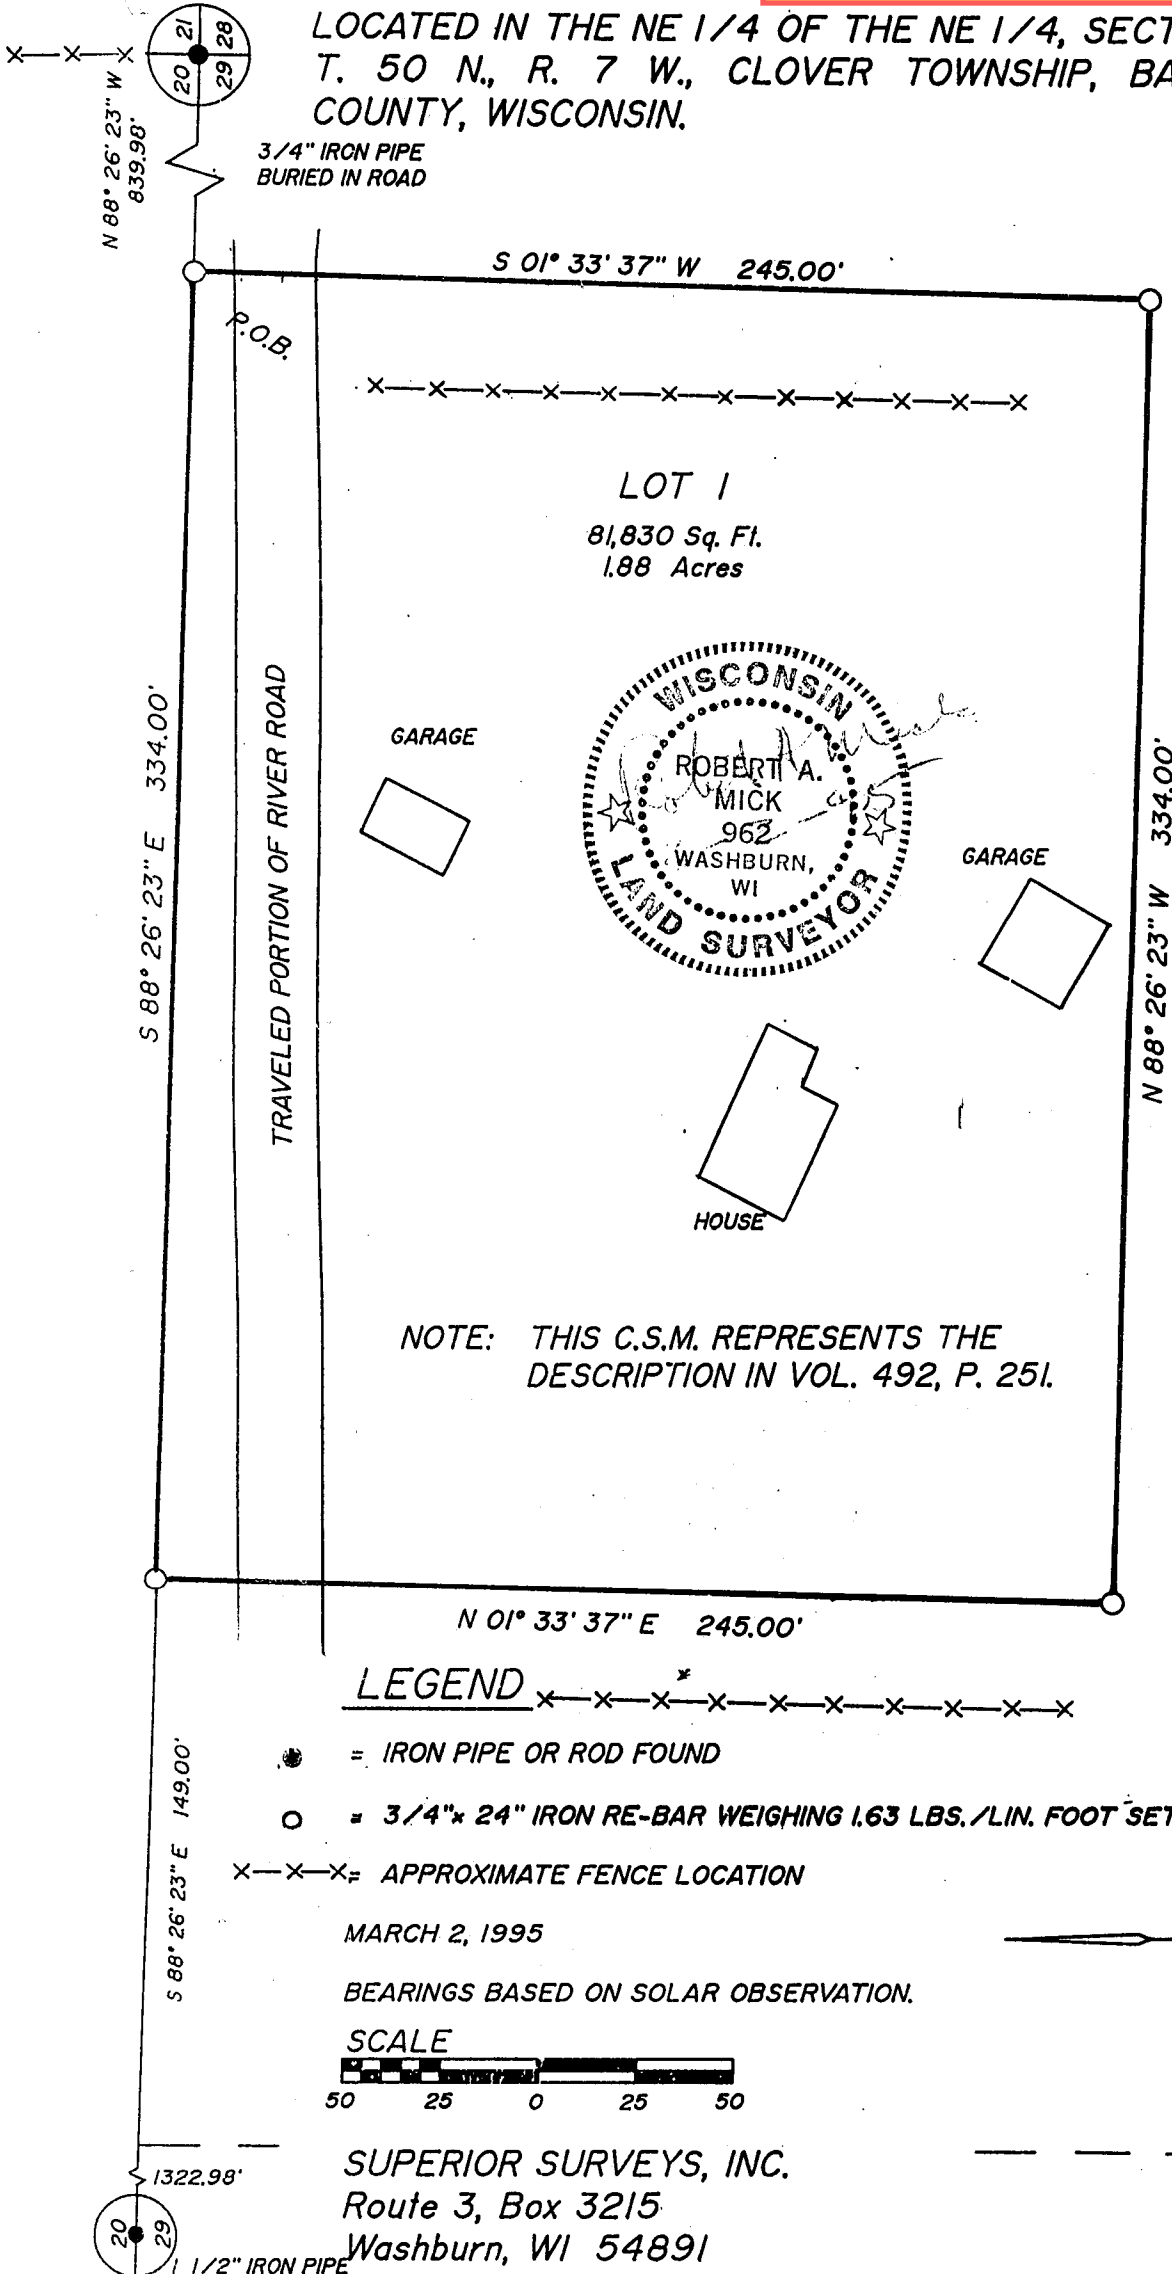 LOCATED IN THE NE 1/4 OF THE NE 1/4, SECT
T. 50 N., R. 7 W., CLOVER TOWNSHIP, BA
COUNTY, WISCONSIN.
21 28
20 29
N 88° 26' 23" W
839.98'
3/4" IRON PIPE
BURIED IN ROAD
S 01° 33' 37" W 245.00'
P.O.B.
LOT 1
81,830 Sq. Ft.
1.88 Acres
S 88° 26' 23" E 334.00'
TRAVELED PORTION OF RIVER ROAD
GARAGE
WISCONSIN
ROBERT A.
MICK
962
WASHBURN,
WI
LAND SURVEYOR
GARAGE
N 88° 26' 23" W 334.00'
HOUSE
NOTE: THIS C.S.M. REPRESENTS THE
DESCRIPTION IN VOL. 492, P. 251.
N 01° 33' 37" E 245.00'
LEGEND
= IRON PIPE OR ROD FOUND
= 3/4" x 24" IRON RE-BAR WEIGHING 1.63 LBS./LIN. FOOT SET
= APPROXIMATE FENCE LOCATION
S 88° 26' 23" E 149.00'
MARCH 2, 1995
BEARINGS BASED ON SOLAR OBSERVATION.
SCALE
50 25 0 25 50
1322.98'
20 29
1 1/2" IRON PIPE
SUPERIOR SURVEYS, INC.
Route 3, Box 3215
Washburn, WI 54891